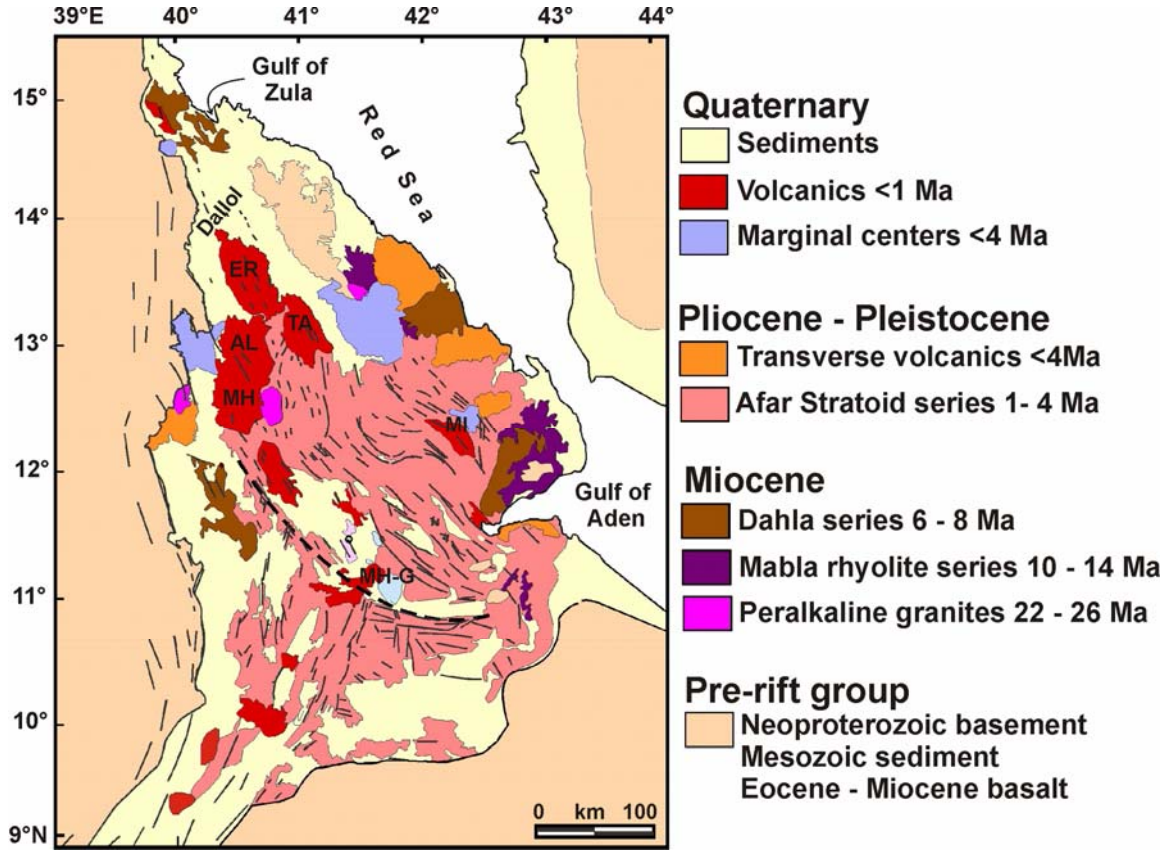 39°E 40° 41° 42° 43° 44°
15°
14°
13°
12°
11°
10°
9°N
Gulf of
Zula
Red Sea
Dallol
ER
TA
AL
MH
MI
Gulf of
Aden
MH-G
0 km 100
Quaternary
Sediments
Volcanics <1 Ma
Marginal centers <4 Ma
Pliocene - Pleistocene
Transverse volcanics <4Ma
Afar Stratoid series 1- 4 Ma
Miocene
Dahla series 6 - 8 Ma
Mabla rhyolite series 10 - 14 Ma
Peralkaline granites 22 - 26 Ma
Pre-rift group
Neoproterozoic basement
Mesozoic sediment
Eocene - Miocene basalt